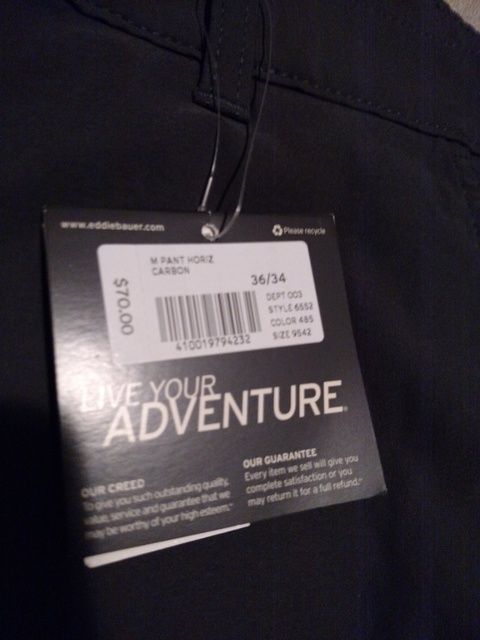 www.eddiebauer.com
Please recycle
M PANT HORIZ
CARBON
36/34
$70.00
DEPT 003
STYLE 6552
COLOR 485
SIZE 9542
410019794232
LIVE YOUR
ADVENTURE®
OUR CREED
To give you such outstanding quality,
value, service and guarantee that we
may be worthy of your high esteem.™
OUR GUARANTEE
Every item we sell will give you
complete satisfaction or you
may return it for a full refund.™